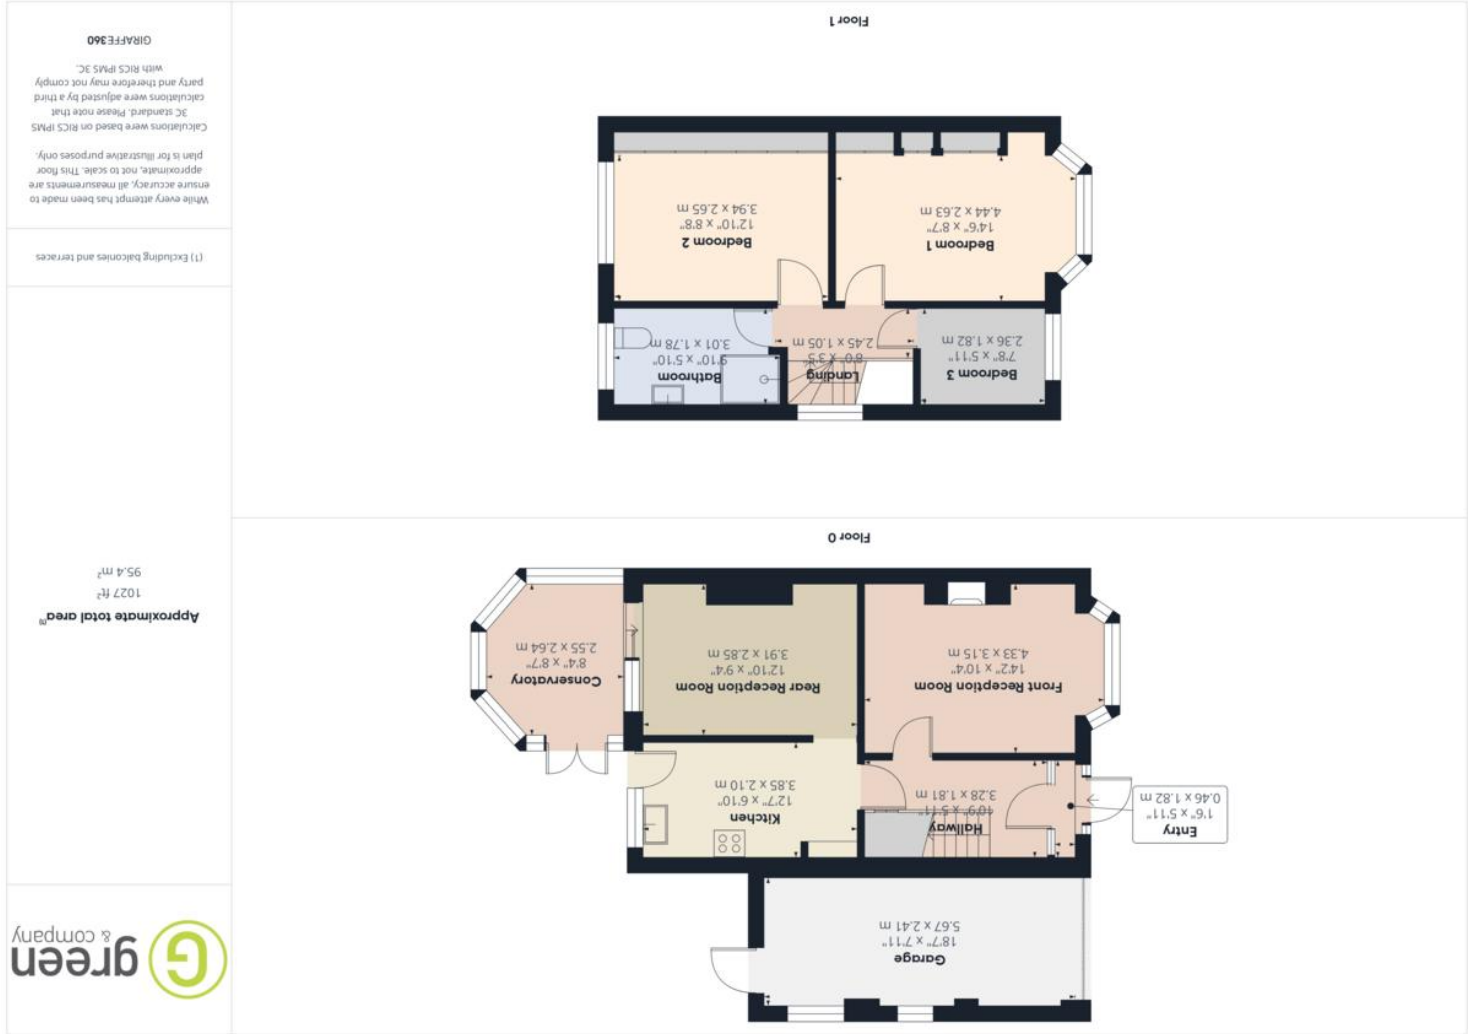 green
& company
Approximate total area⁽¹⁾
1027 ft²
95.4 m²
(1) Excluding balconies and terraces
While every attempt has been made to
ensure accuracy, all measurements are
approximate, not to scale. This floor
plan is for illustrative purposes only.
Calculations were based on RICS IPMS
3C standard. Please note that
calculations were adjusted by a third
party and therefore may not comply
with RICS IPMS 3C.
GIRAFFE360
Garage
18'7" x 7'11"
5.67 x 2.41 m
Entry
1'6" x 5'11"
0.46 x 1.82 m
Hallway
10'9" x 5'11"
3.28 x 1.81 m
Kitchen
12'7" x 6'10"
3.85 x 2.10 m
Front Reception Room
14'2" x 10'4"
4.33 x 3.15 m
Rear Reception Room
12'10" x 9'4"
3.91 x 2.85 m
Conservatory
8'4" x 8'7"
2.55 x 2.64 m
Floor 0
Bedroom 3
7'8" x 5'11"
2.36 x 1.82 m
Landing
8'0" x 3'5"
2.45 x 1.05 m
Bathroom
9'10" x 5'10"
3.01 x 1.78 m
Bedroom 1
14'6" x 8'7"
4.44 x 2.63 m
Bedroom 2
12'10" x 8'8"
3.94 x 2.65 m
Floor 1